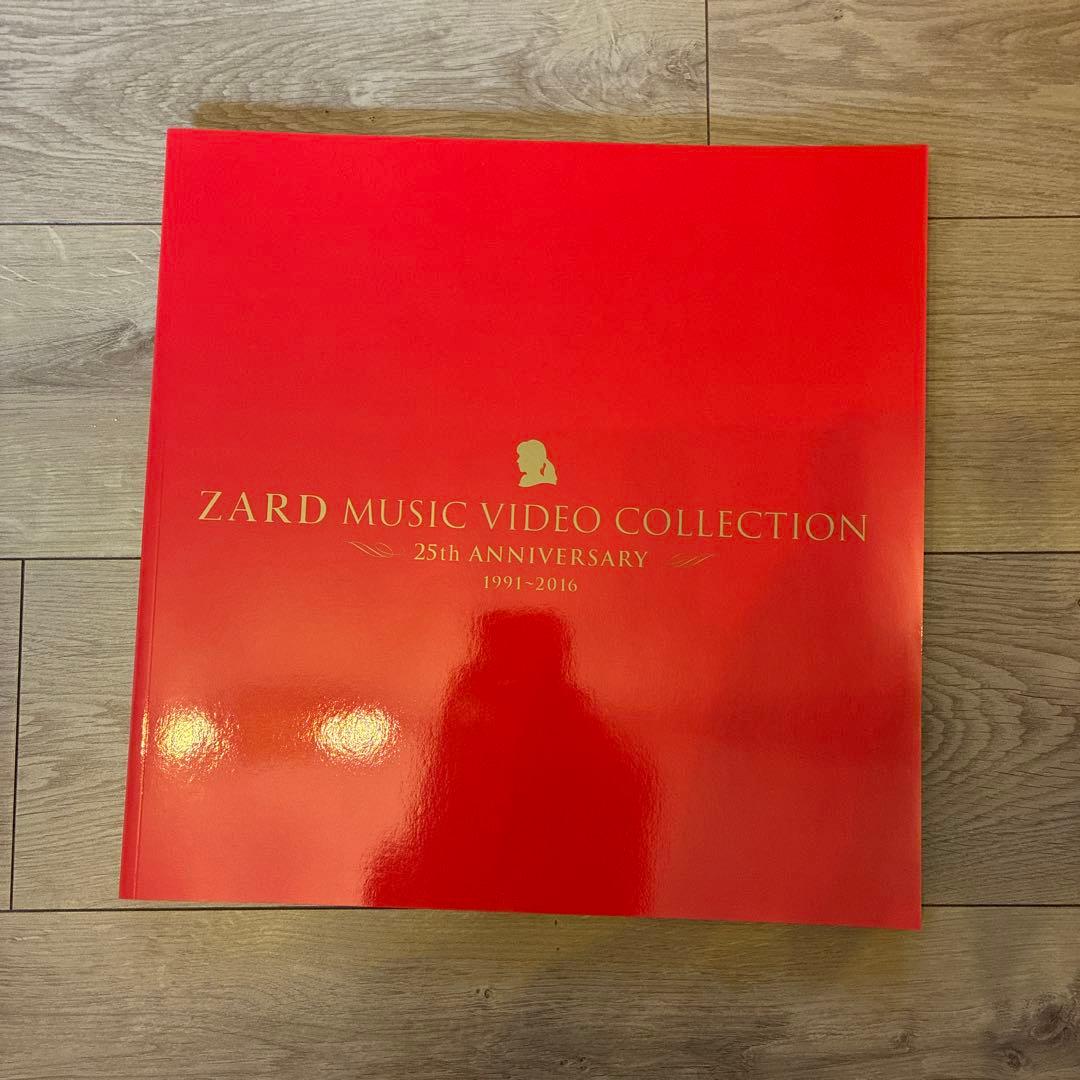 ZARD MUSIC VIDEO COLLECTION
25th ANNIVERSARY
1991~2016